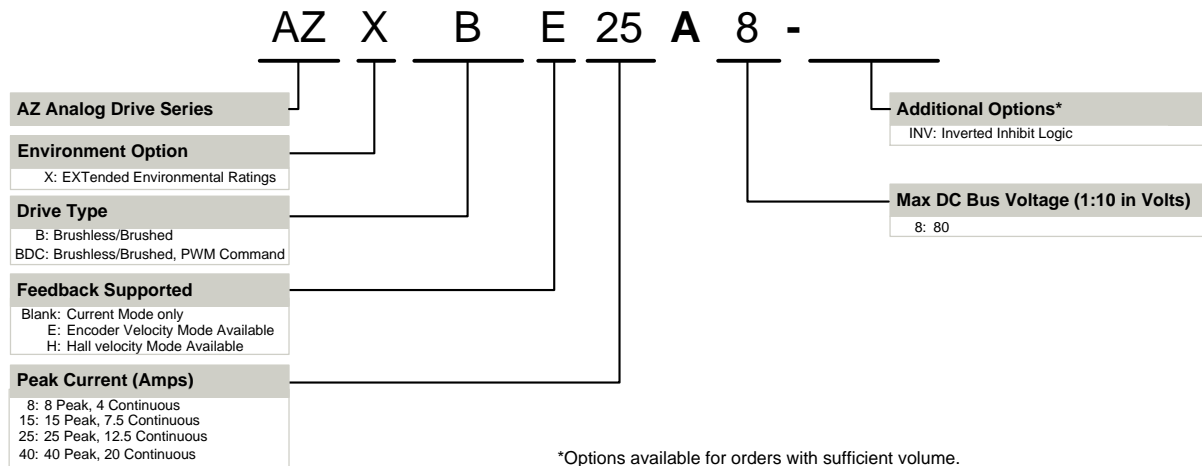 AZ X B E 25 A 8 -
AZ Analog Drive Series
Environment Option
X: EXTended Environmental Ratings
Drive Type
B: Brushless/Brushed
BDC: Brushless/Brushed, PWM Command
Feedback Supported
Blank: Current Mode only
E: Encoder Velocity Mode Available
H: Hall velocity Mode Available
Peak Current (Amps)
8: 8 Peak, 4 Continuous
15: 15 Peak, 7.5 Continuous
25: 25 Peak, 12.5 Continuous
40: 40 Peak, 20 Continuous
Additional Options*
INV: Inverted Inhibit Logic
Max DC Bus Voltage (1:10 in Volts)
8: 80
*Options available for orders with sufficient volume.